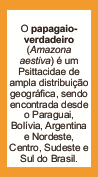 O papagaio-
verdadeiro
(Amazona
aestiva) é um
Psittacidae de
ampla distribuição
geográfica, sendo
encontrada desde
o Paraguai,
Bolívia, Argentina
e Nordeste,
Centro, Sudeste e
Sul do Brasil.